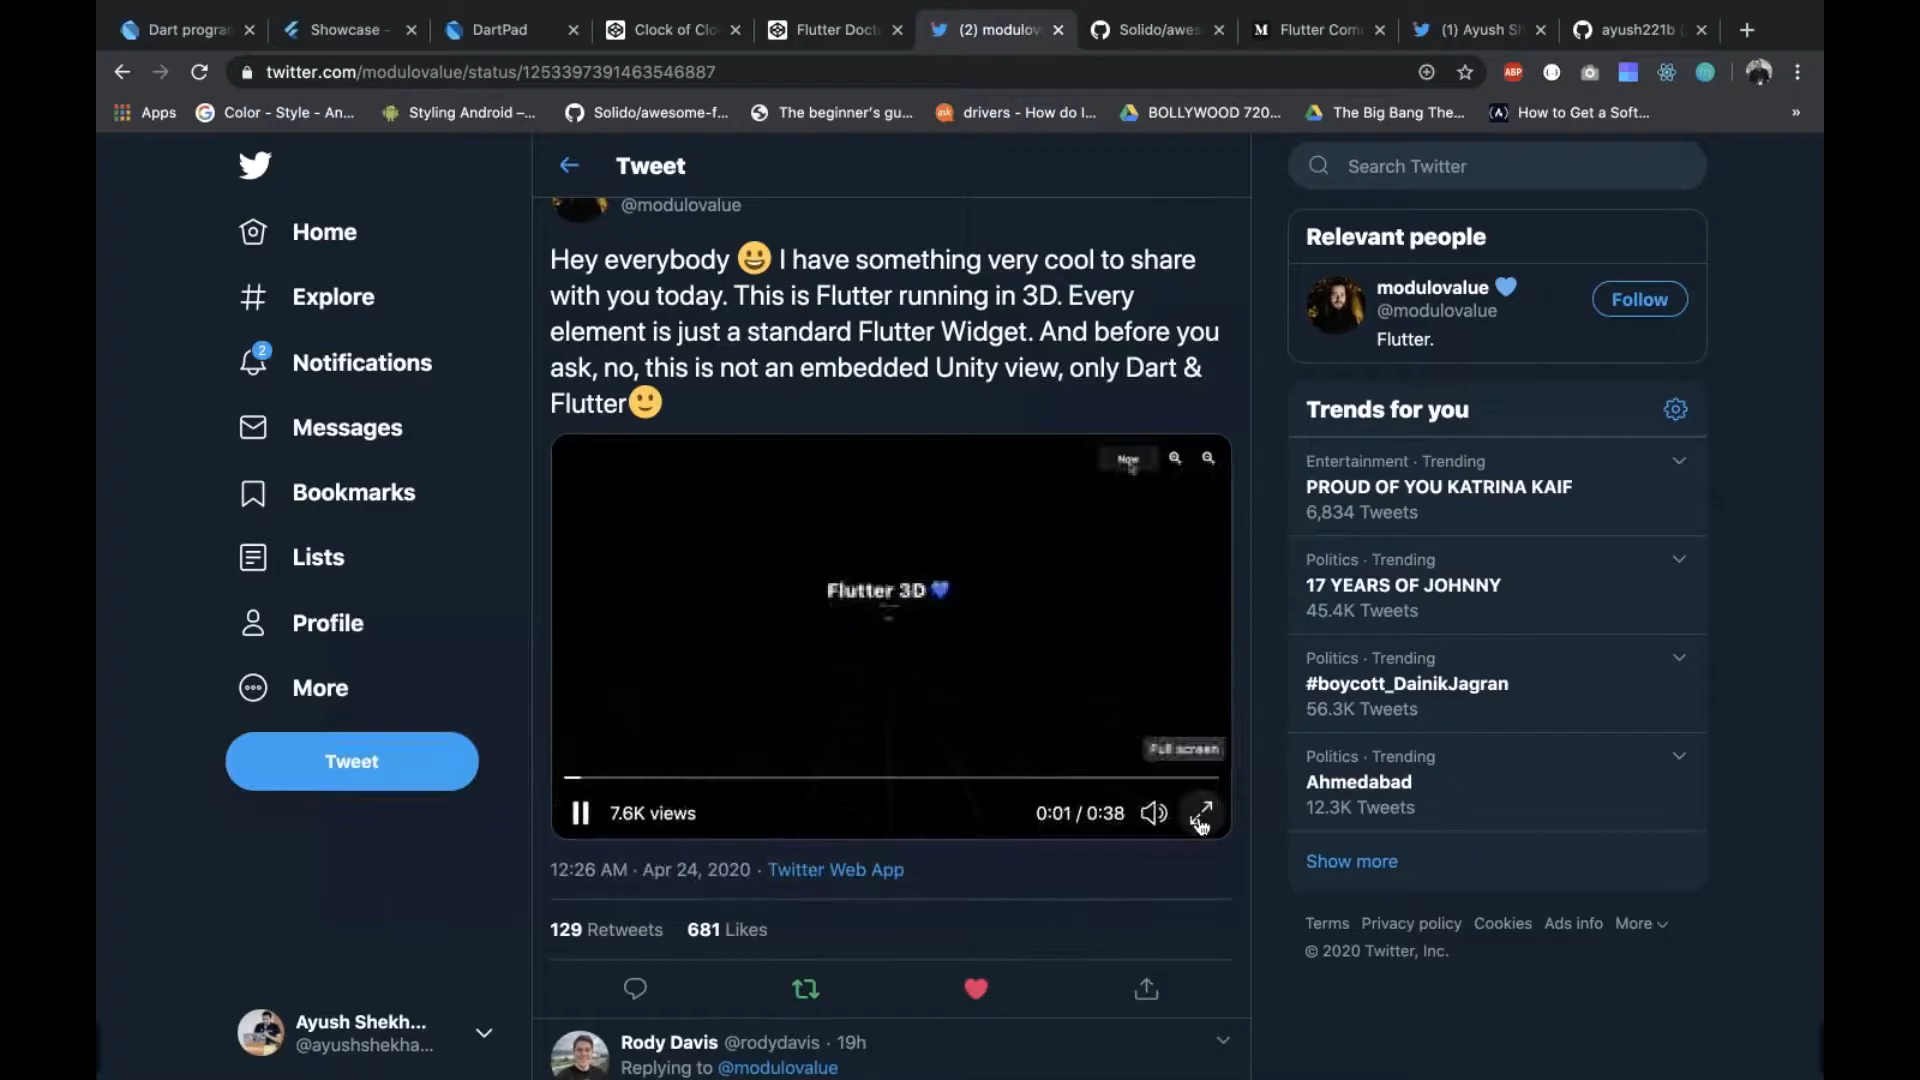 Dart progran
Showcase -
DartPad
Clock of Clo
Flutter Doct
(2) modulov
Solido/awes
Flutter Com
(1) Ayush Sh
ayush221b (
twitter.com/modulovalue/status/1253397391463546887
ABP
Apps
Color - Style - An...
Styling Android –...
Solido/awesome-f...
The beginner's gu...
ask
drivers - How do I...
BOLLYWOOD 720...
The Big Bang The...
How to Get a Soft...
»
Tweet
@modulovalue
Hey everybody 😀 I have something very cool to share
with you today. This is Flutter running in 3D. Every
element is just a standard Flutter Widget. And before you
ask, no, this is not an embedded Unity view, only Dart &
Flutter🙂
Now
Flutter 3D 💙
Full screen
7.6K views
0:01 / 0:38
12:26 AM · Apr 24, 2020 · Twitter Web App
129 Retweets 681 Likes
Rody Davis @rodydavis · 19h
Replying to @modulovalue
Home
Explore
2
Notifications
Messages
Bookmarks
Lists
Profile
More
Tweet
Ayush Shekh...
@ayushshekha...
Search Twitter
Relevant people
modulovalue 💙
@modulovalue
Follow
Flutter.
Trends for you
Entertainment · Trending
PROUD OF YOU KATRINA KAIF
6,834 Tweets
Politics · Trending
17 YEARS OF JOHNNY
45.4K Tweets
Politics · Trending
#boycott_DainikJagran
56.3K Tweets
Politics · Trending
Ahmedabad
12.3K Tweets
Show more
Terms Privacy policy Cookies Ads info More
© 2020 Twitter, Inc.